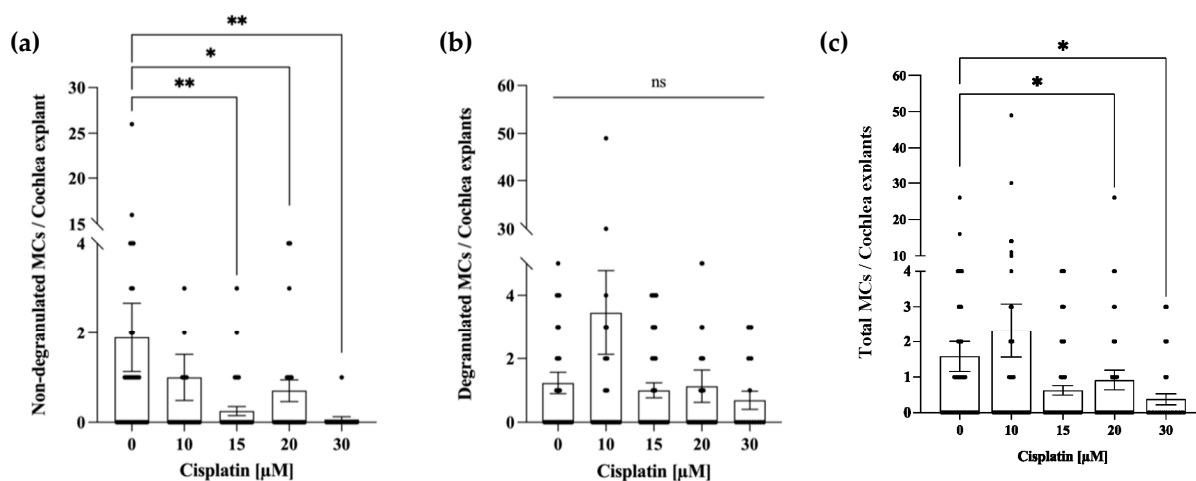 (a)
**
*
**
Non-degranulated MCs / Cochlea explant
30
25
20
15
4
2
0
0 10 15 20 30
Cisplatin [μM]
(b)
ns
Degranulated MCs / Cochlea explants
60
50
40
30
4
2
0
0 10 15 20 30
Cisplatin [μM]
(c)
*
*
Total MCs / Cochlea explants
60
50
40
30
20
10
4
3
2
1
0
0 10 15 20 30
Cisplatin [μM]